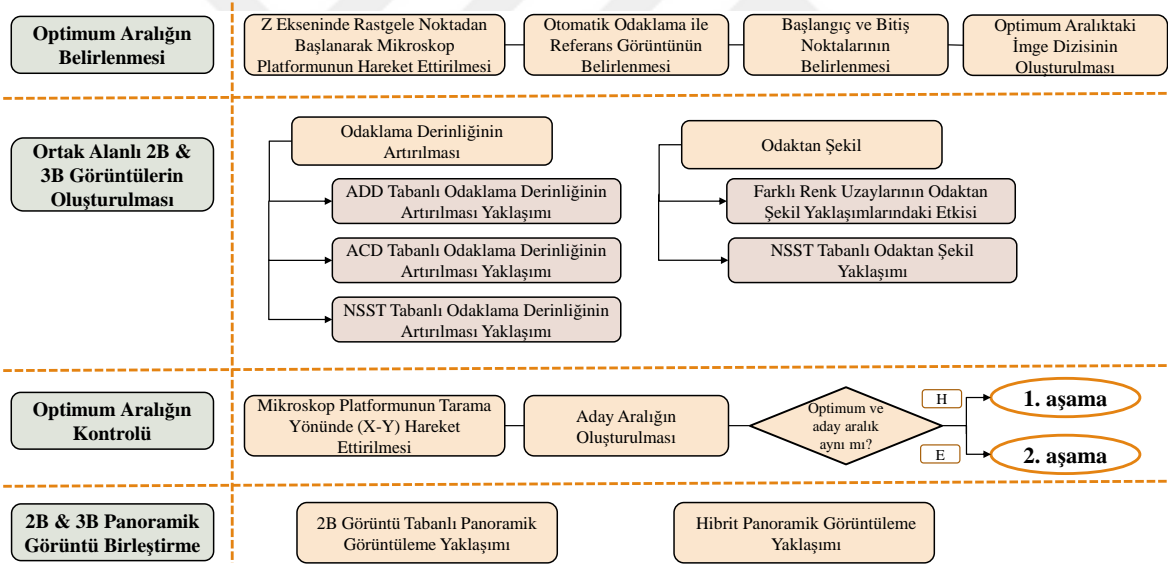 Optimum Aralığın
Belirlenmesi
Z Ekseninde Rastgele Noktadan
Başlanarak Mikroskop
Platformunun Hareket Ettirilmesi
Otomatik Odaklama ile
Referans Görüntünün
Belirlenmesi
Başlangıç ve Bitiş
Noktalarının
Belirlenmesi
Optimum Aralıktaki
İmge Dizisinin
Oluşturulması
Ortak Alanlı 2B &
3B Görüntülerin
Oluşturulması
Odaklama Derinliğinin
Artırılması
ADD Tabanlı Odaklama Derinliğinin
Artırılması Yaklaşımı
ACD Tabanlı Odaklama Derinliğinin
Artırılması Yaklaşımı
NSST Tabanlı Odaklama Derinliğinin
Artırılması Yaklaşımı
Odaktan Şekil
Farklı Renk Uzaylarının Odaktan
Şekil Yaklaşımlarındaki Etkisi
NSST Tabanlı Odaktan Şekil
Yaklaşımı
Optimum Aralığın
Kontrolü
Mikroskop Platformunun Tarama
Yönünde (X-Y) Hareket
Ettirilmesi
Aday Aralığın
Oluşturulması
Optimum ve
aday aralık
aynı mı?
H
1. aşama
E
2. aşama
2B & 3B Panoramik
Görüntü Birleştirme
2B Görüntü Tabanlı Panoramik
Görüntüleme Yaklaşımı
Hibrit Panoramik Görüntüleme
Yaklaşımı